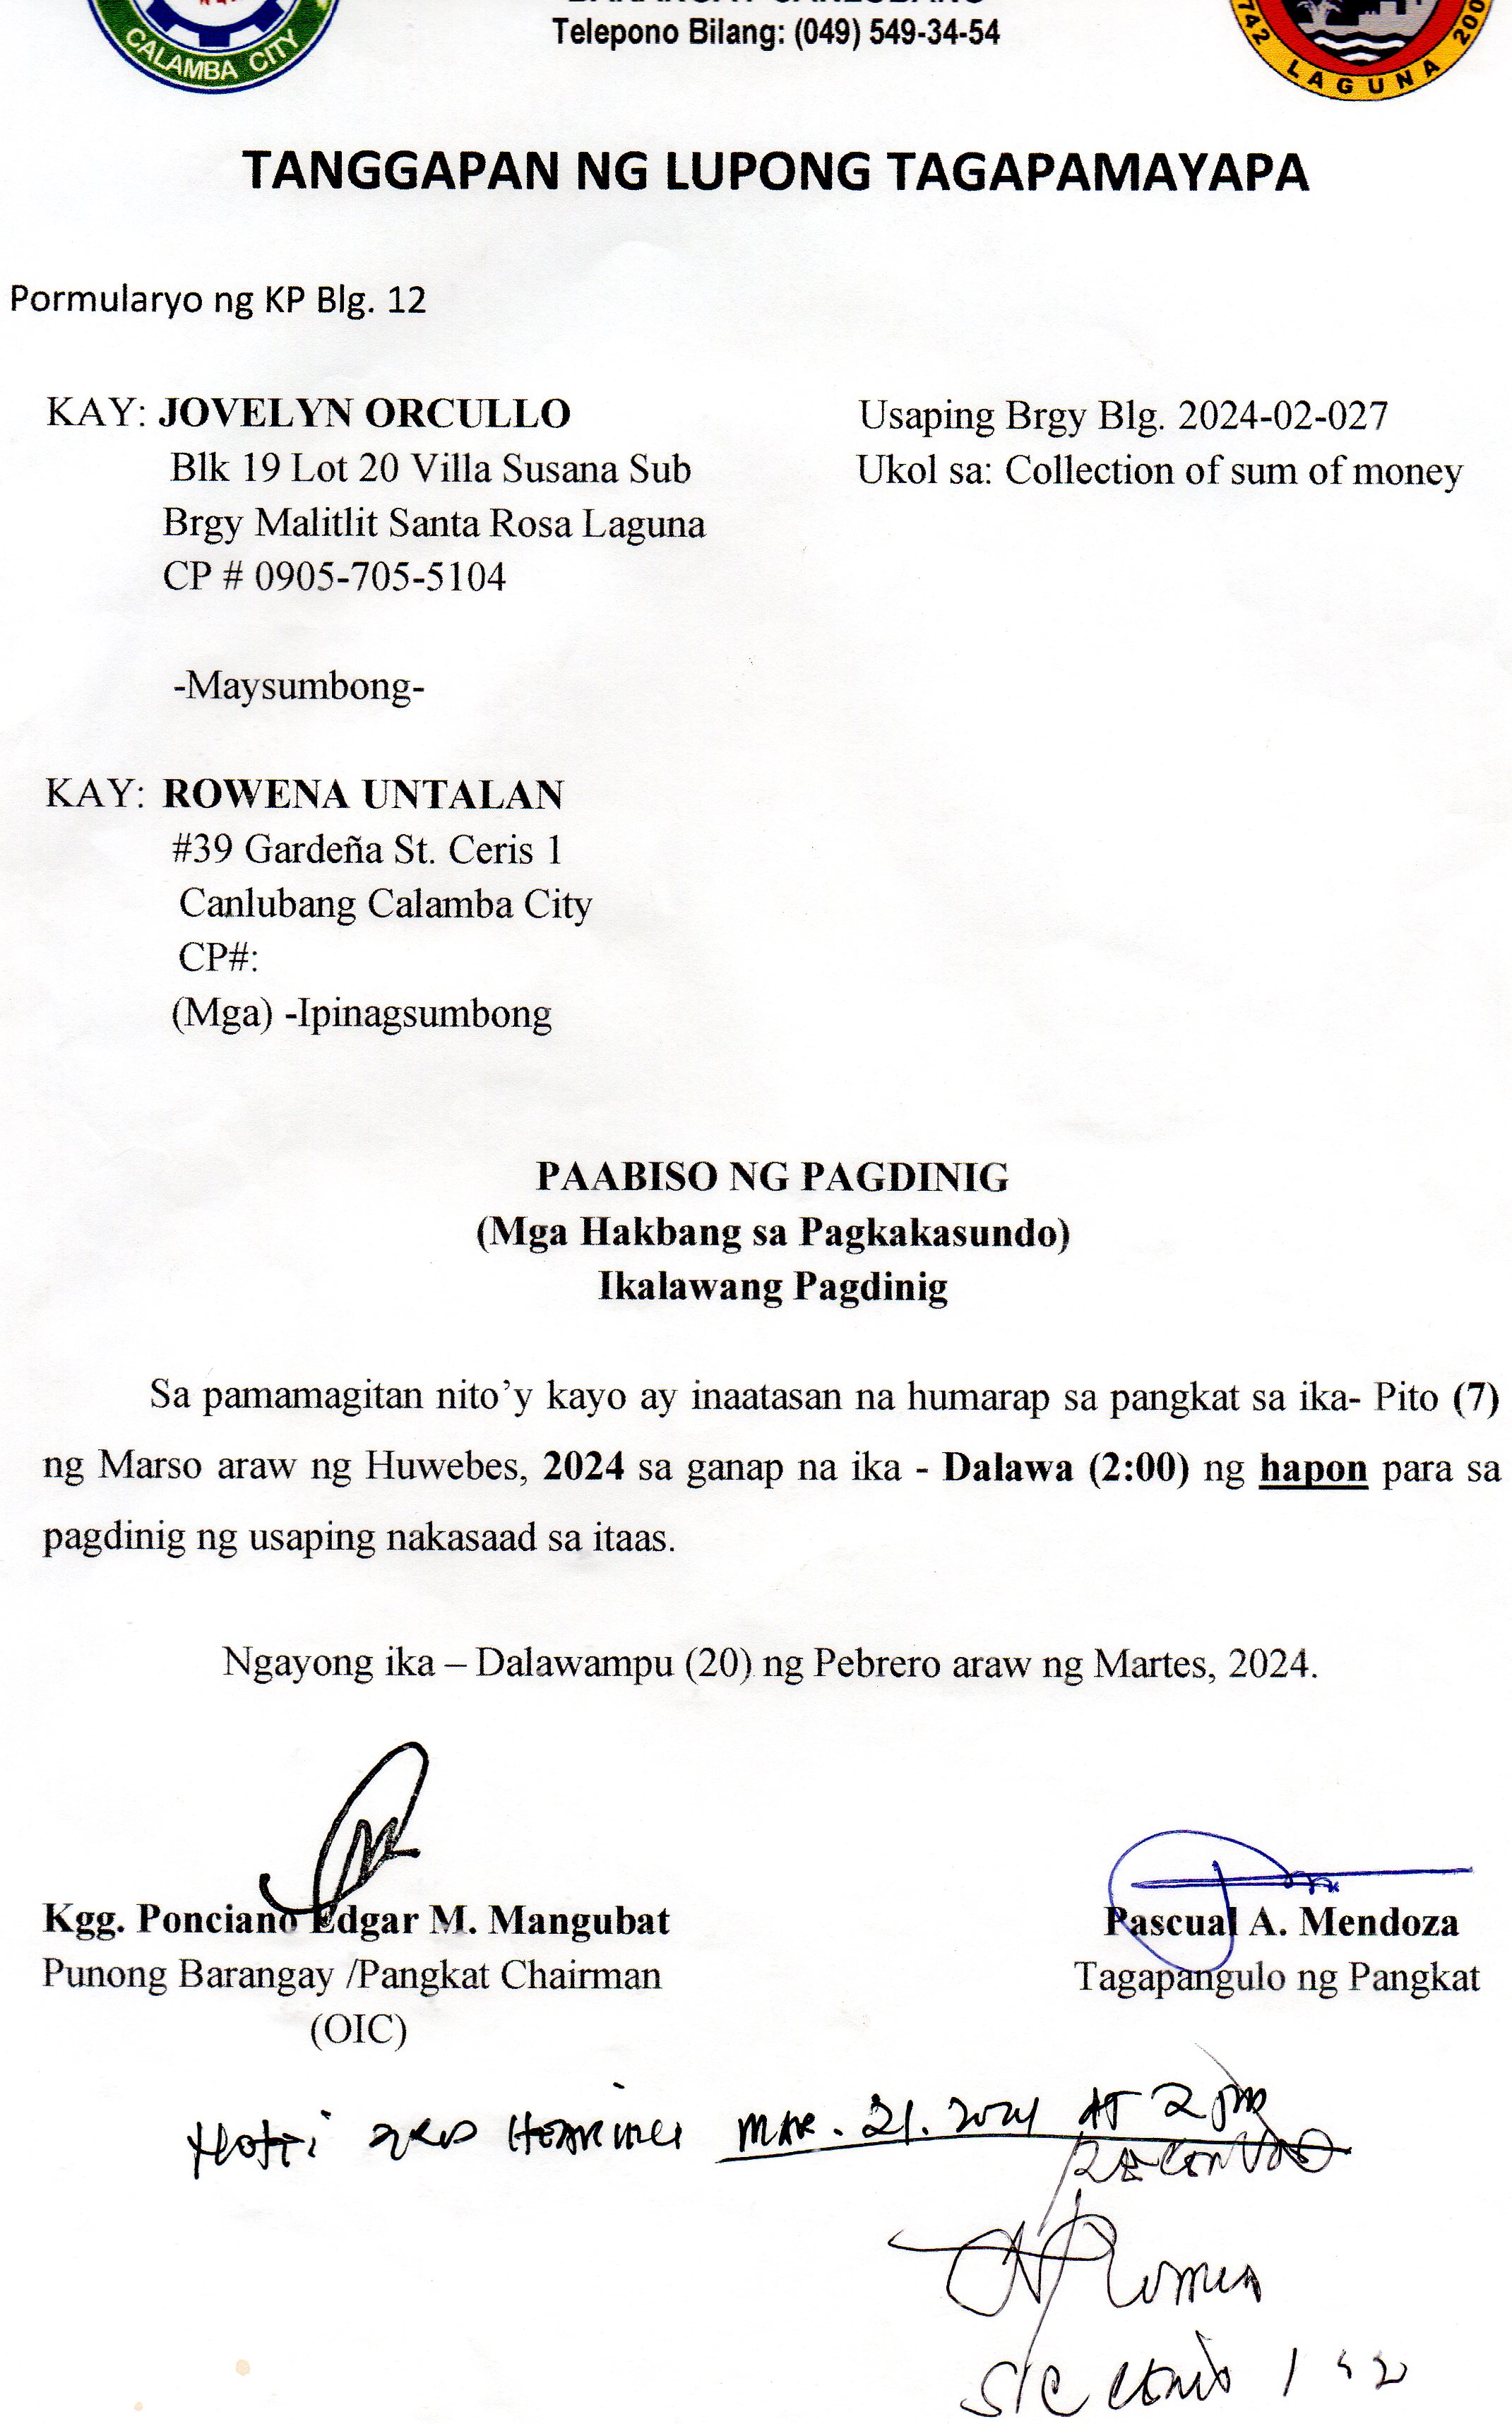 CALAMBA CITY
Telepono Bilang: (049) 549-34-54
742 LAGUNA 200
TANGGAPAN NG LUPONG TAGAPAMAYAPA
Pormularyo ng KP Blg. 12
KAY: JOVELYN ORCULLO
Usaping Brgy Blg. 2024-02-027
Blk 19 Lot 20 Villa Susana Sub
Ukol sa: Collection of sum of money
Brgy Malitlit Santa Rosa Laguna
CP # 0905-705-5104
-Maysumbong-
KAY: ROWENA UNTALAN
#39 Gardeña St. Ceris 1
Canlubang Calamba City
CP#:
(Mga) -Ipinagsumbong
PAABISO NG PAGDINIG
(Mga Hakbang sa Pagkakasundo)
Ikalawang Pagdinig
Sa pamamagitan nito’y kayo ay inaatasan na humarap sa pangkat sa ika- Pito (7)
ng Marso araw ng Huwebes, 2024 sa ganap na ika - Dalawa (2:00) ng hapon para sa
pagdinig ng usaping nakasaad sa itaas.
Ngayong ika – Dalawampu (20) ng Pebrero araw ng Martes, 2024.
Kgg. Ponciano Edgar M. Mangubat
Pascual A. Mendoza
Punong Barangay /Pangkat Chairman
Tagapangulo ng Pangkat
(OIC)
MAR. 21. 2024 AT 2 PM